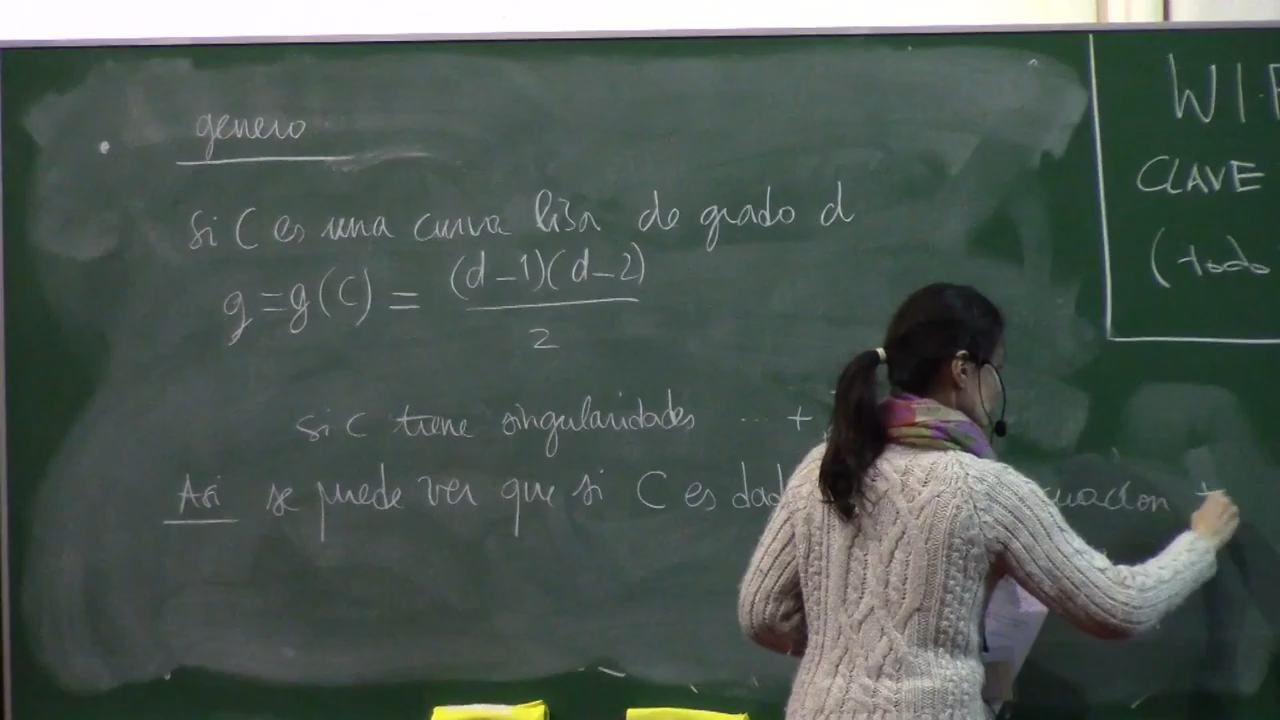 genero
Si C es una curva lisa de grado d
g = g(C) = (d-1)(d-2) / 2
si C tiene singularidades ... +
Asi se puede ver que si C es dad uacion
WI
CLAVE
(todo